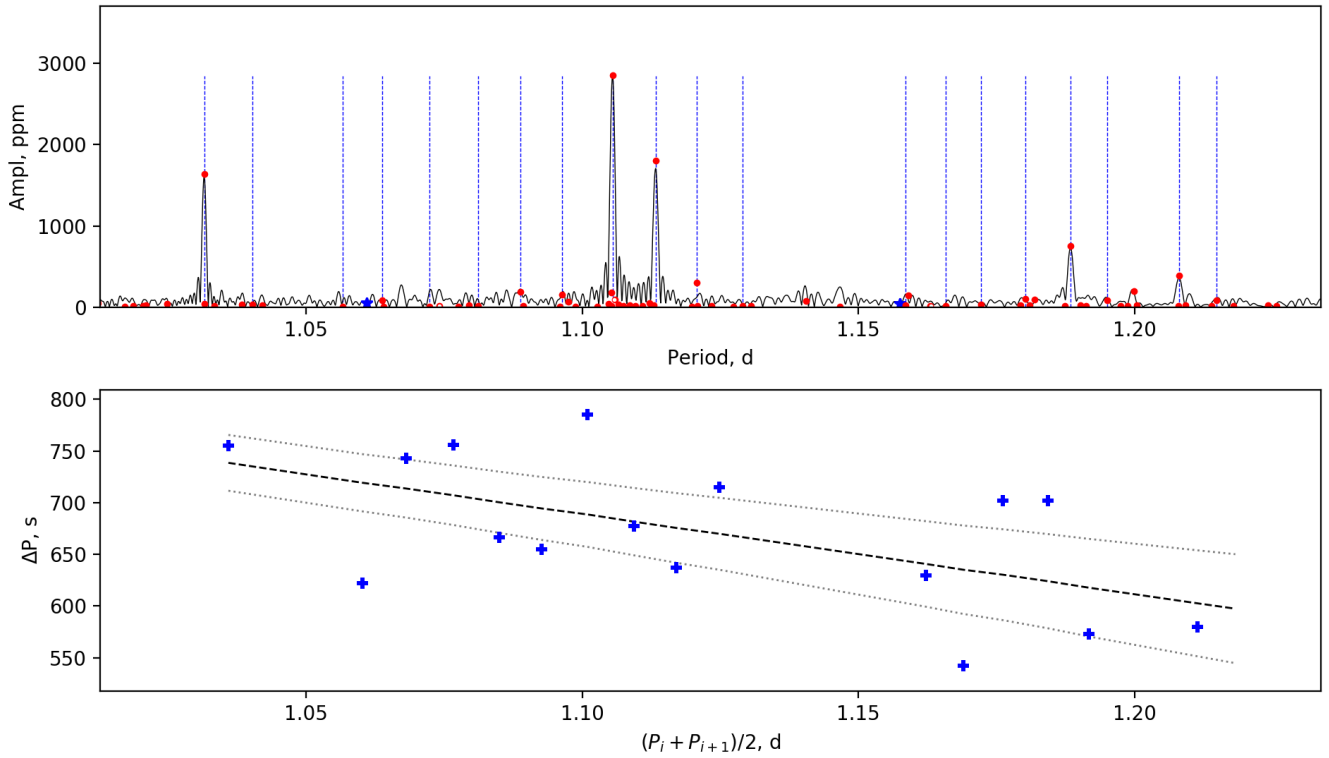 3000
2000
1000
0
Ampl, ppm
1.05 1.10 1.15 1.20
Period, d
800
750
700
650
600
550
ΔP, s
1.05 1.10 1.15 1.20
(P_i + P_{i+1})/2, d